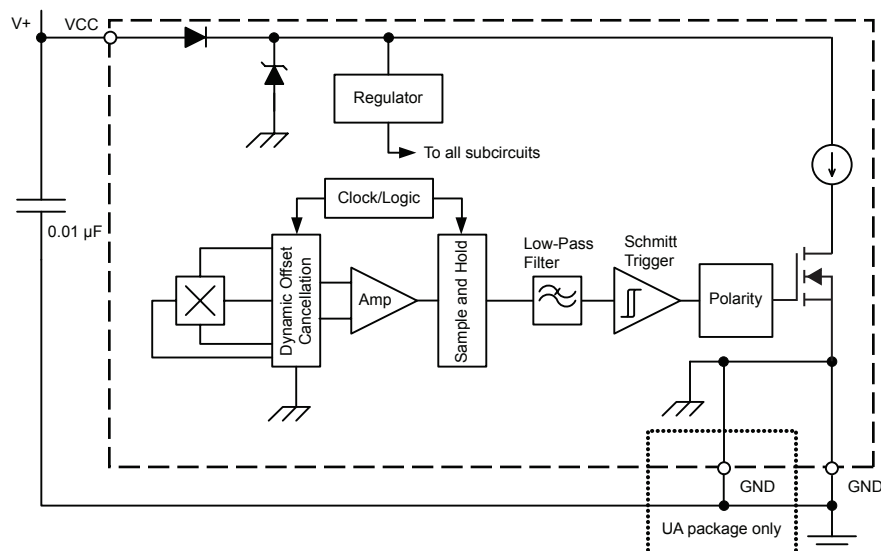 V+
VCC
Regulator
To all subcircuits
Clock/Logic
0.01 µF
Dynamic Offset
Cancellation
Amp
Sample and Hold
Low-Pass
Filter
Schmitt
Trigger
Polarity
GND
GND
UA package only